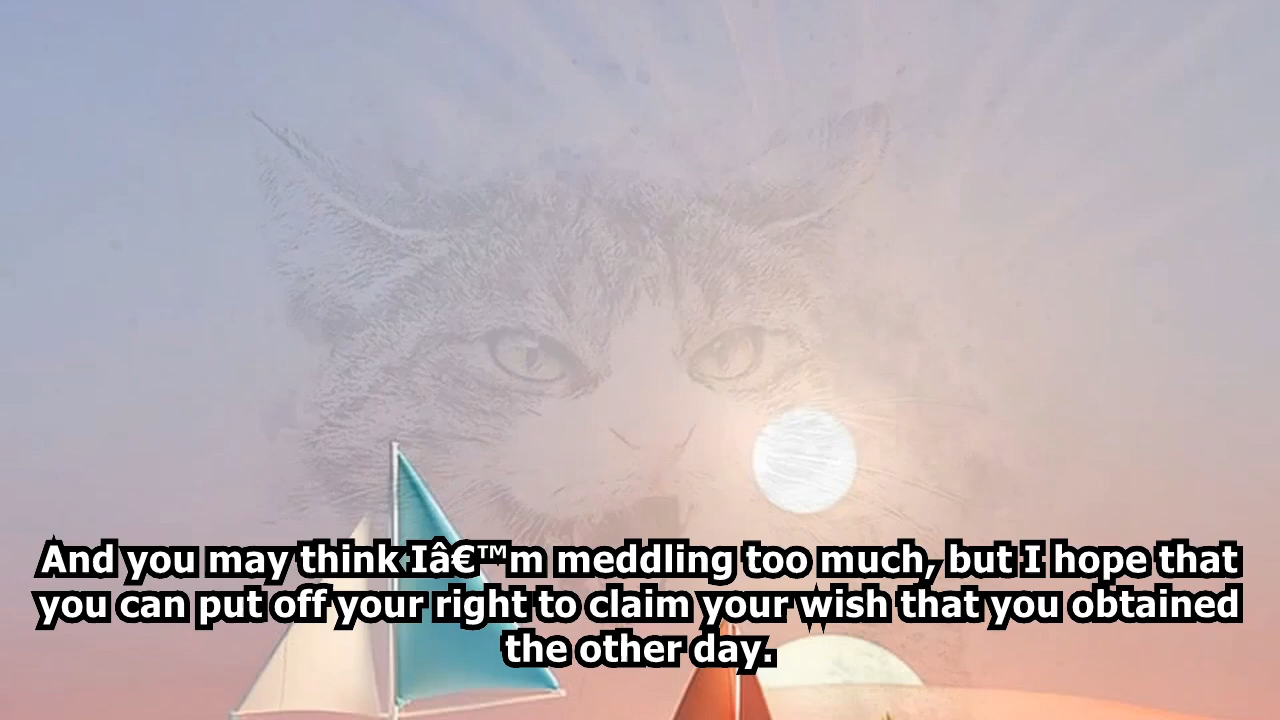 And you may think Iâ€™m meddling too much, but I hope that
you can put off your right to claim your wish that you obtained
the other day.